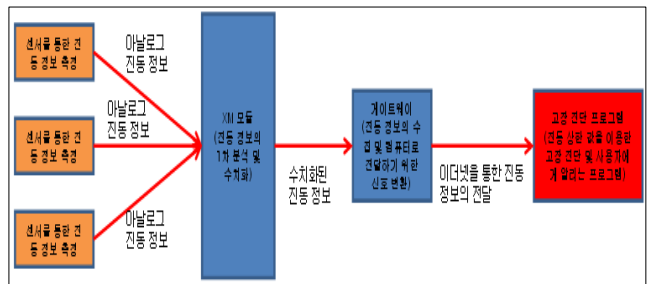 센서를 통한 진
동 정보 측정
아날로그
진동 정보
센서를 통한 진
동 정보 측정
아날로그
진동 정보
센서를 통한 진
동 정보 측정
아날로그
진동 정보
XM 모듈
(진동 정보의
1차 분석 및
수치화)
수치화된
진동 정보
게이트웨이
(진동 정보의 수
집 및 컴퓨터로
전달하기 위한
신호 변환)
이더넷을 통한 진동
정보의 전달
고장 진단 프로그램
(진동 상한 값을 이용한
고장 진단 및 사용자에
게 알리는 프로그램)